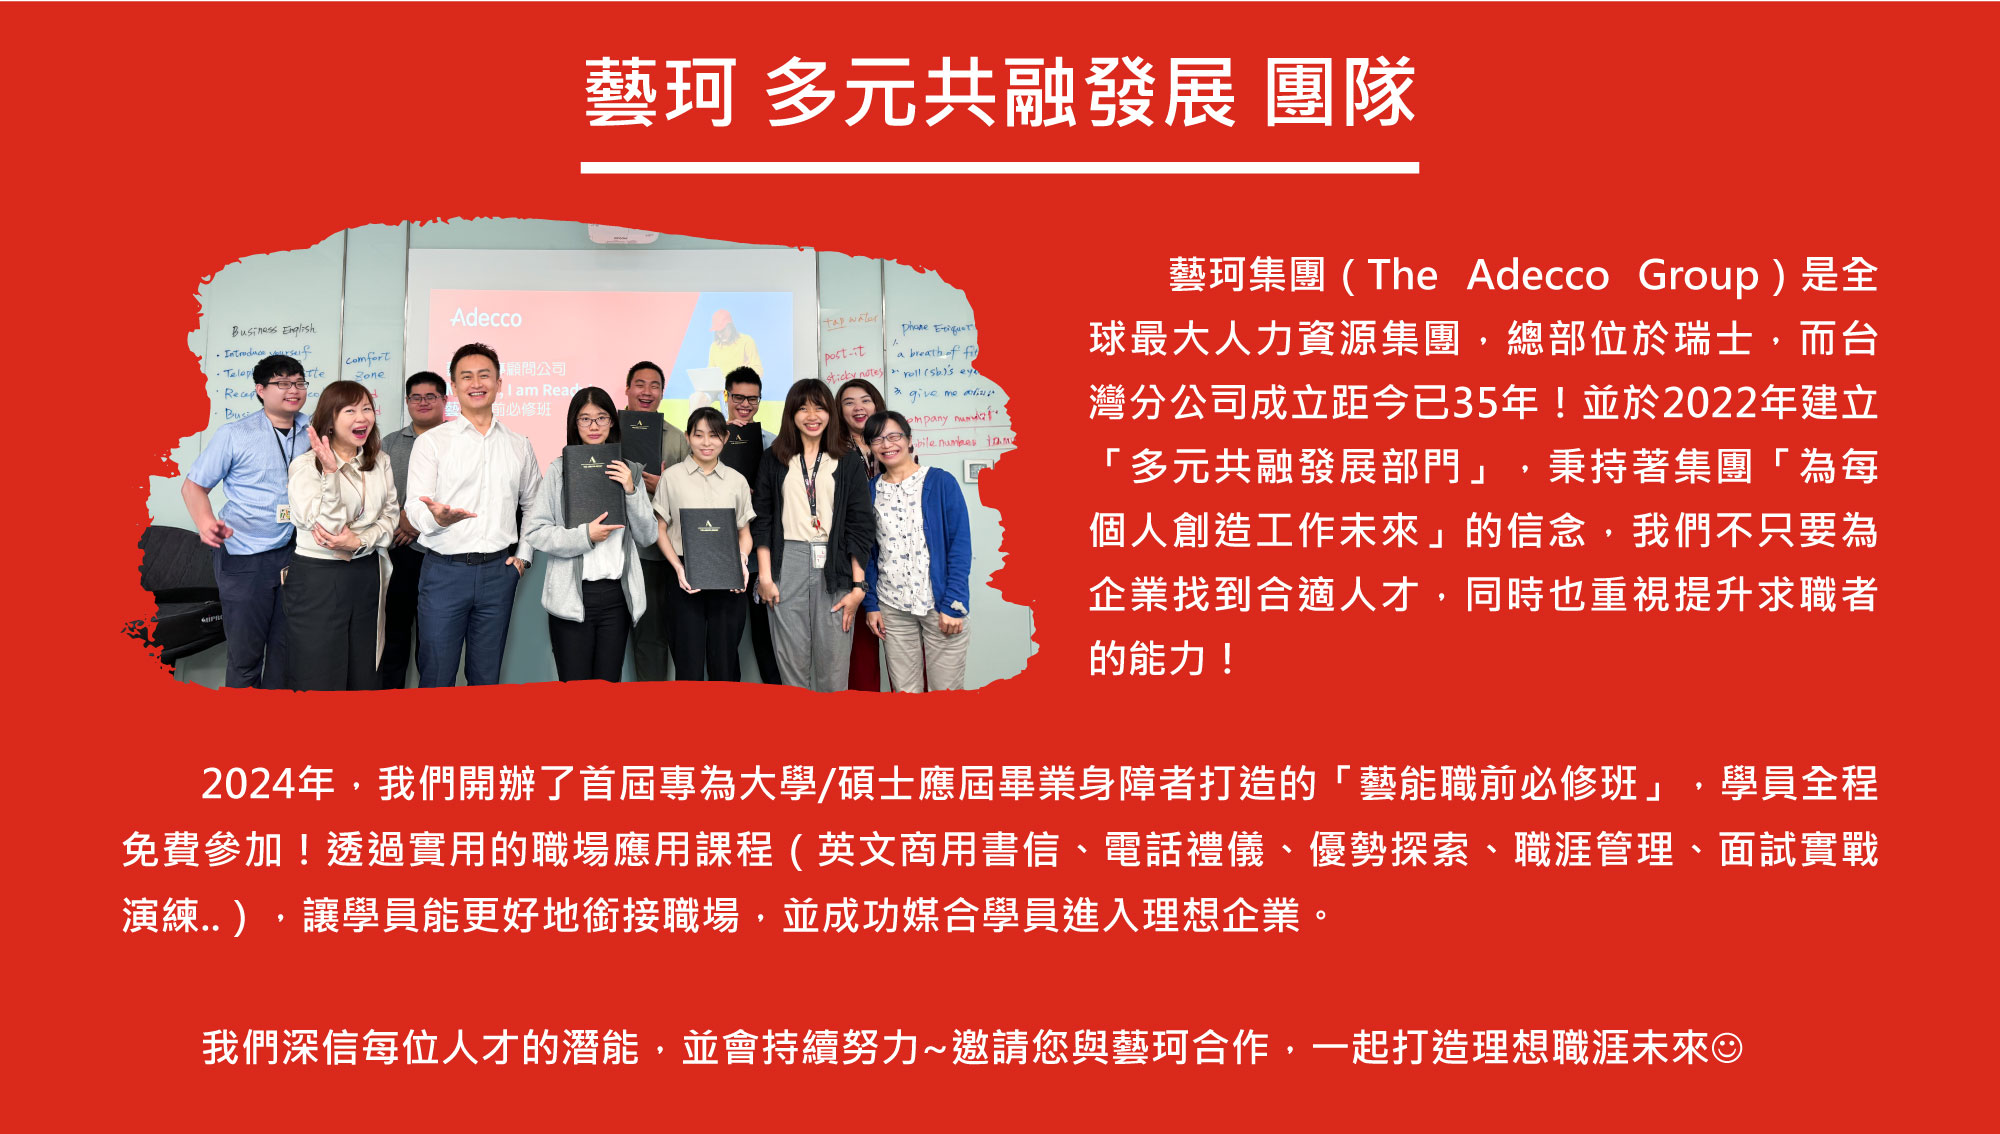 藝珂 多元共融發展 團隊
Adecco
顧問公司
I am Read
前必修班
Business English
comfort
zone
post-it
sticky notes
a breath of
roll (sb)'s
give me
藝珂集團（The Adecco Group）是全
球最大人力資源集團，總部位於瑞士，而台
灣分公司成立距今已35年！並於2022年建立
「多元共融發展部門」，秉持著集團「為每
個人創造工作未來」的信念，我們不只要為
企業找到合適人才，同時也重視提升求職者
的能力！
2024年，我們開辦了首屆專為大學/碩士應屆畢業身障者打造的「藝能職前必修班」，學員全程
免費參加！透過實用的職場應用課程（英文商用書信、電話禮儀、優勢探索、職涯管理、面試實戰
演練..），讓學員能更好地銜接職場，並成功媒合學員進入理想企業。
我們深信每位人才的潛能，並會持續努力~邀請您與藝珂合作，一起打造理想職涯未來☺